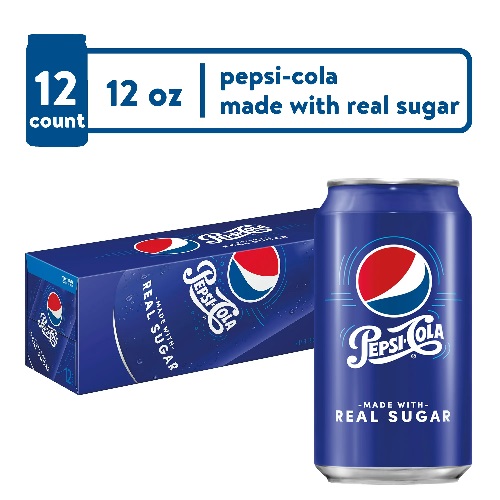 12
count
12 oz
pepsi-cola
made with real sugar
PEPSI-COLA
-MADE WITH-
REAL SUGAR
PEPSI-COLA
-MADE WITH-
REAL SUGAR
12